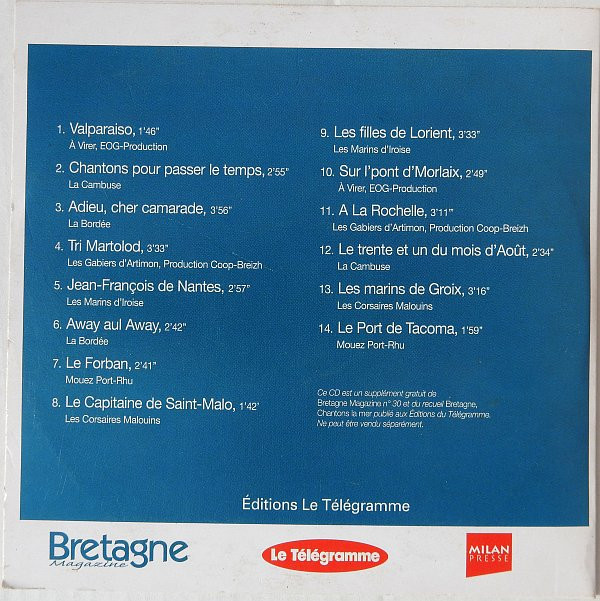 1. Valparaiso, 1'46"
À Virer, EOG-Production
2. Chantons pour passer le temps, 2'55"
La Cambuse
3. Adieu, cher camarade, 3'56"
La Bordée
4. Tri Martolod, 3'33"
Les Gabiers d'Artimon, Production Coop-Breizh
5. Jean-François de Nantes, 2'57"
Les Marins d'Iroise
6. Away aul Away, 2'42"
La Bordée
7. Le Forban, 2'41"
Mouez Port-Rhu
8. Le Capitaine de Saint-Malo, 1'42'
Les Corsaires Malouins
9. Les filles de Lorient, 3'33"
Les Marins d'Iroise
10. Sur l'pont d'Morlaix, 2'49"
À Virer, EOG-Production
11. A La Rochelle, 3'11"
Les Gabiers d'Artimon, Production Coop-Breizh
12. Le trente et un du mois d'Août, 2'34"
La Cambuse
13. Les marins de Groix, 3'16"
Les Corsaires Malouins
14. Le Port de Tacoma, 1'59"
Mouez Port-Rhu
Ce CD est un supplément gratuit de
Bretagne Magazine n° 30 et du recueil Bretagne,
Chantons la mer publié aux Editions du Télégramme.
Ne peut être vendu séparément.
Éditions Le Télégramme
Bretagne
Magazine
Le Télégramme
MILAN
PRESSE